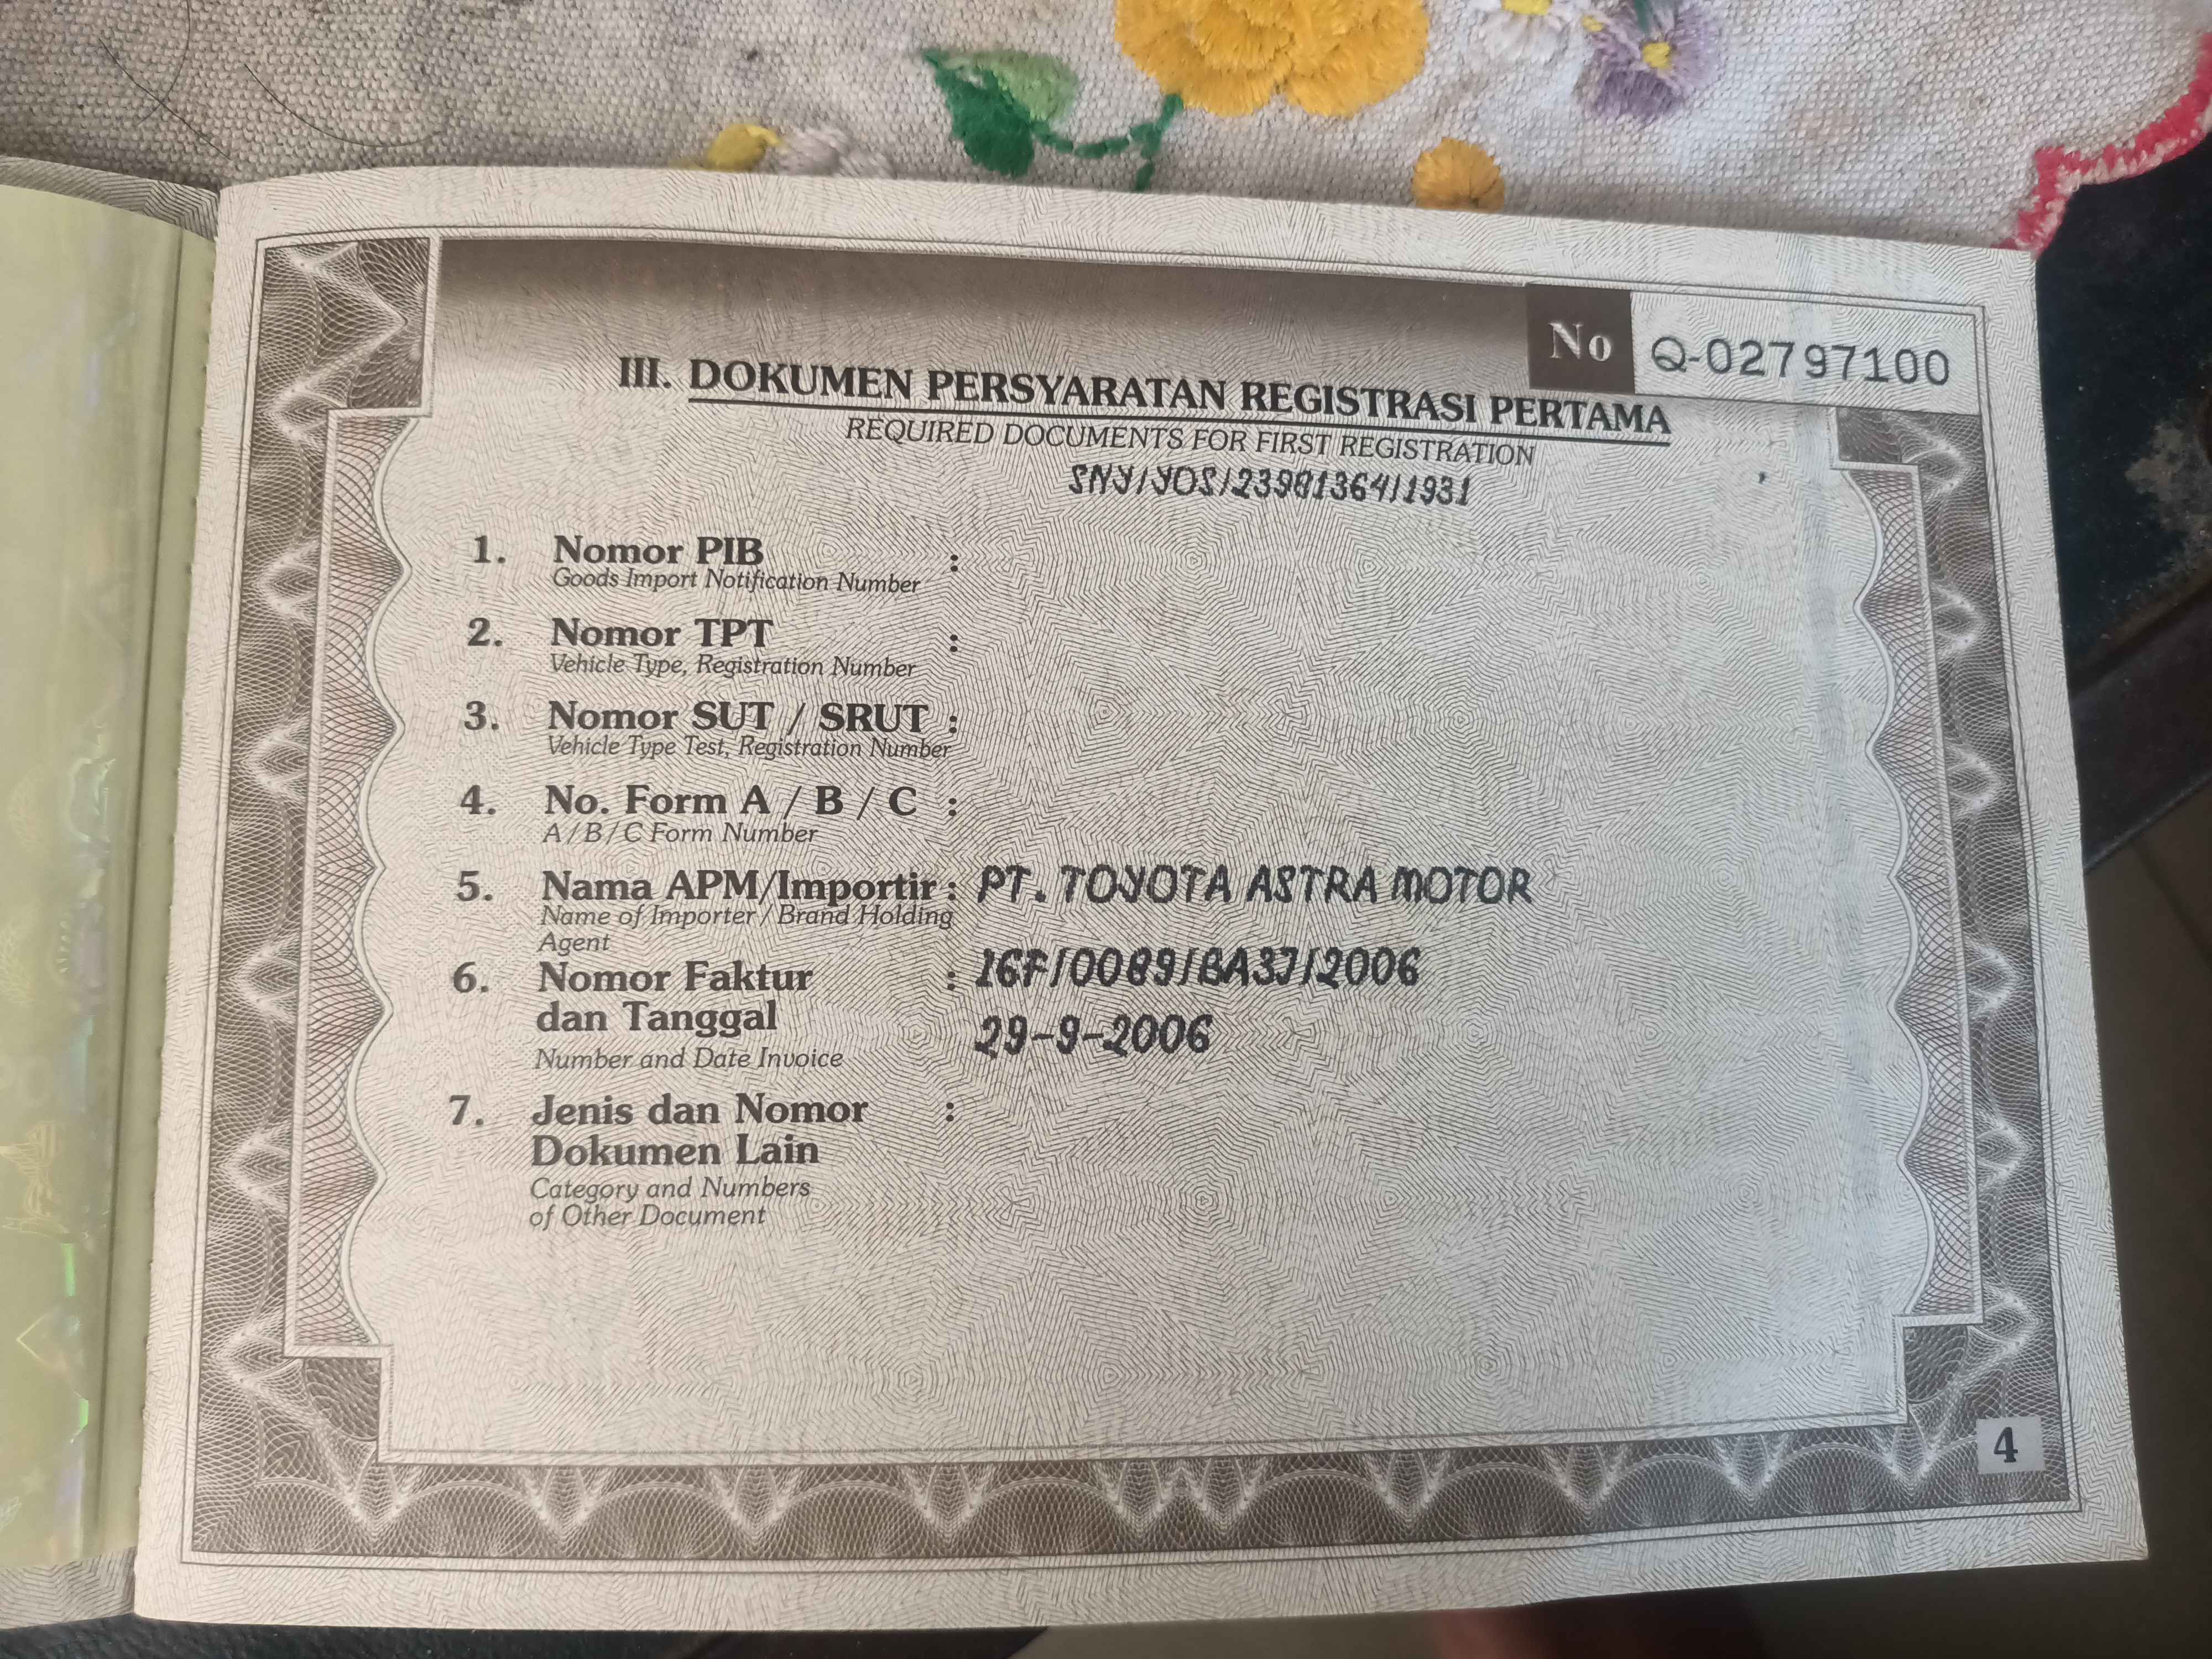 No Q-02797100
III. DOKUMEN PERSYARATAN REGISTRASI PERTAMA
REQUIRED DOCUMENTS FOR FIRST REGISTRATION
SNY/YOS/23981364/1931
1. Nomor PIB :
Goods Import Notification Number
2. Nomor TPT :
Vehicle Type, Registration Number
3. Nomor SUT / SRUT :
Vehicle Type Test, Registration Number
4. No. Form A / B / C :
A / B / C Form Number
5. Nama APM/Importir : PT. TOYOTA ASTRA MOTOR
Name of Importer / Brand Holding
Agent
6. Nomor Faktur : 16F/0089/BA37/2006
dan Tanggal 29-9-2006
Number and Date Invoice
7. Jenis dan Nomor :
Dokumen Lain
Category and Numbers
of Other Document
4